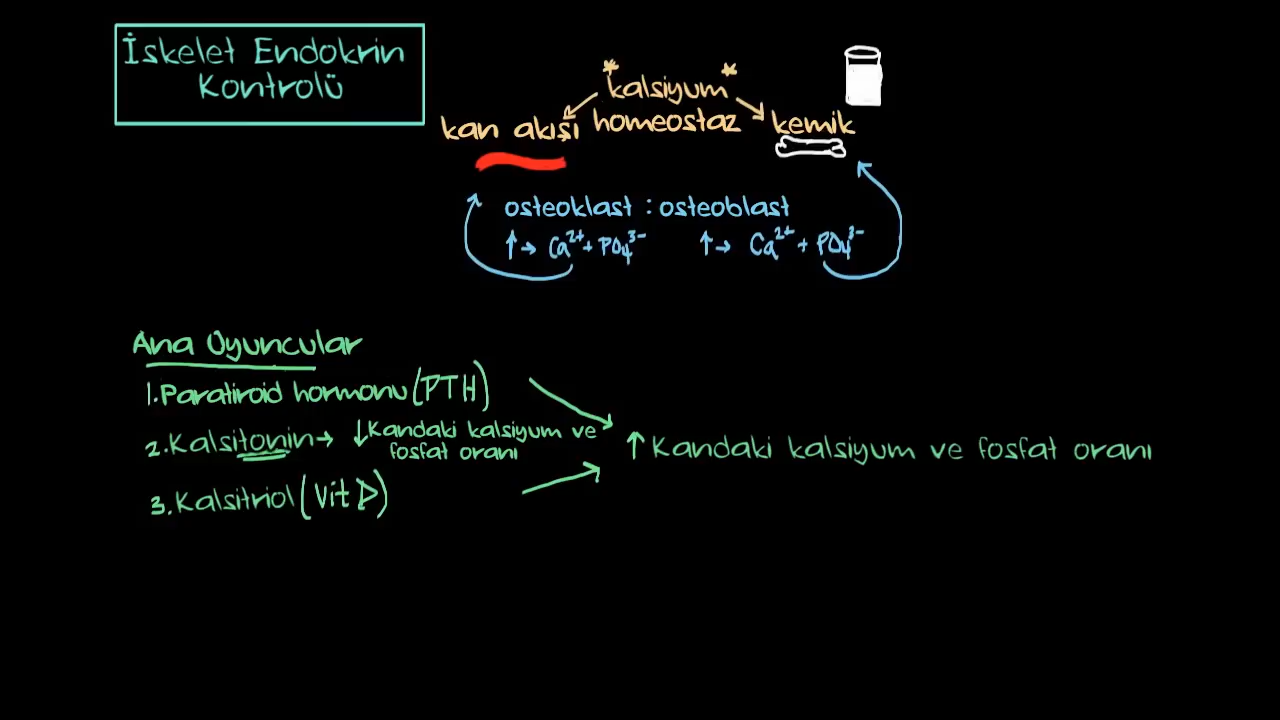 İskelet Endokrin
Kontrolü
*kalsiyum*
homeostaz
kan akışı
kemik
osteoklast : osteoblast
↑→ Ca²⁺+ PO₄³⁻
↑→ Ca²⁺ + PO₄³⁻
Ana Oyuncular
1.Paratiroid hormonu (PTH)
2.Kalsitonin→ ↓Kandaki kalsiyum ve
fosfat oranı
3.Kalsitriol (Vit D)
↑Kandaki kalsiyum ve fosfat oranı